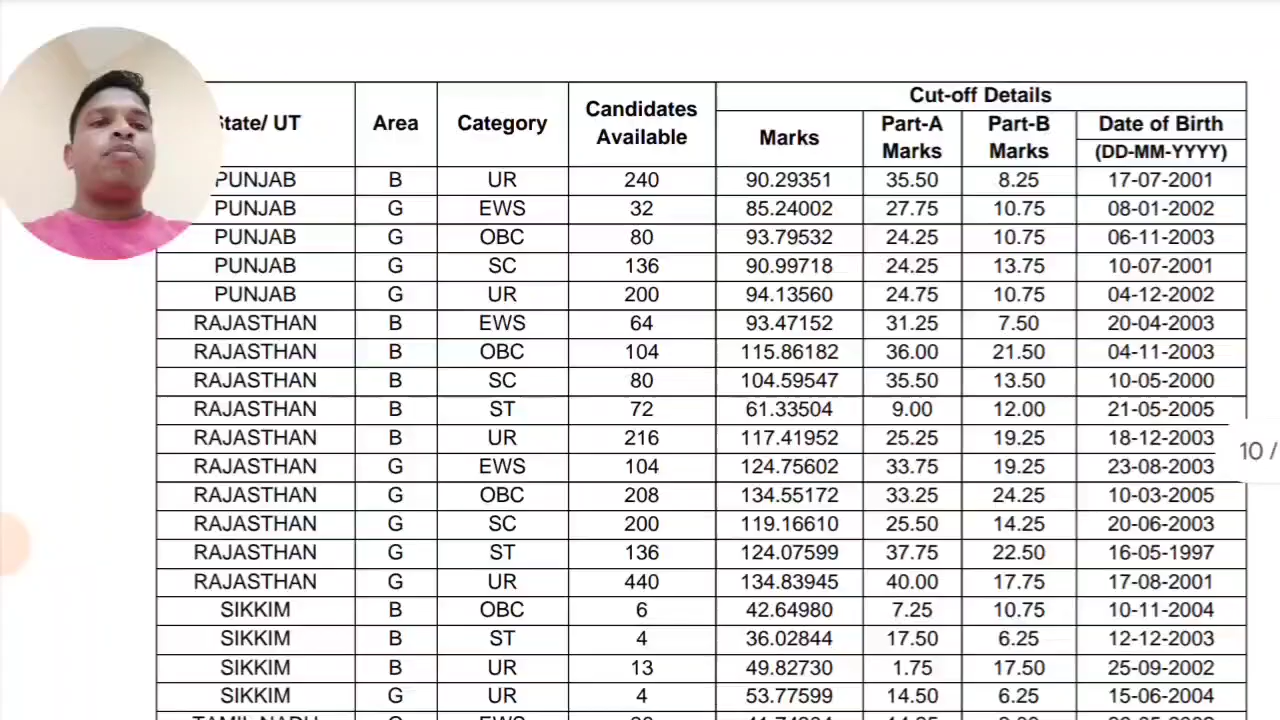 State/ UT Area Category Candidates Available Cut-off Details
Marks Part-A Marks Part-B Marks Date of Birth (DD-MM-YYYY)
PUNJAB B UR 240 90.29351 35.50 8.25 17-07-2001
PUNJAB G EWS 32 85.24002 27.75 10.75 08-01-2002
PUNJAB G OBC 80 93.79532 24.25 10.75 06-11-2003
PUNJAB G SC 136 90.99718 24.25 13.75 10-07-2001
PUNJAB G UR 200 94.13560 24.75 10.75 04-12-2002
RAJASTHAN B EWS 64 93.47152 31.25 7.50 20-04-2003
RAJASTHAN B OBC 104 115.86182 36.00 21.50 04-11-2003
RAJASTHAN B SC 80 104.59547 35.50 13.50 10-05-2000
RAJASTHAN B ST 72 61.33504 9.00 12.00 21-05-2005
RAJASTHAN B UR 216 117.41952 25.25 19.25 18-12-2003
RAJASTHAN G EWS 104 124.75602 33.75 19.25 23-08-2003
RAJASTHAN G OBC 208 134.55172 33.25 24.25 10-03-2005
RAJASTHAN G SC 200 119.16610 25.50 14.25 20-06-2003
RAJASTHAN G ST 136 124.07599 37.75 22.50 16-05-1997
RAJASTHAN G UR 440 134.83945 40.00 17.75 17-08-2001
SIKKIM B OBC 6 42.64980 7.25 10.75 10-11-2004
SIKKIM B ST 4 36.02844 17.50 6.25 12-12-2003
SIKKIM B UR 13 49.82730 1.75 17.50 25-09-2002
SIKKIM G UR 4 53.77599 14.50 6.25 15-06-2004
TAMIL NADU G EWS
10 /